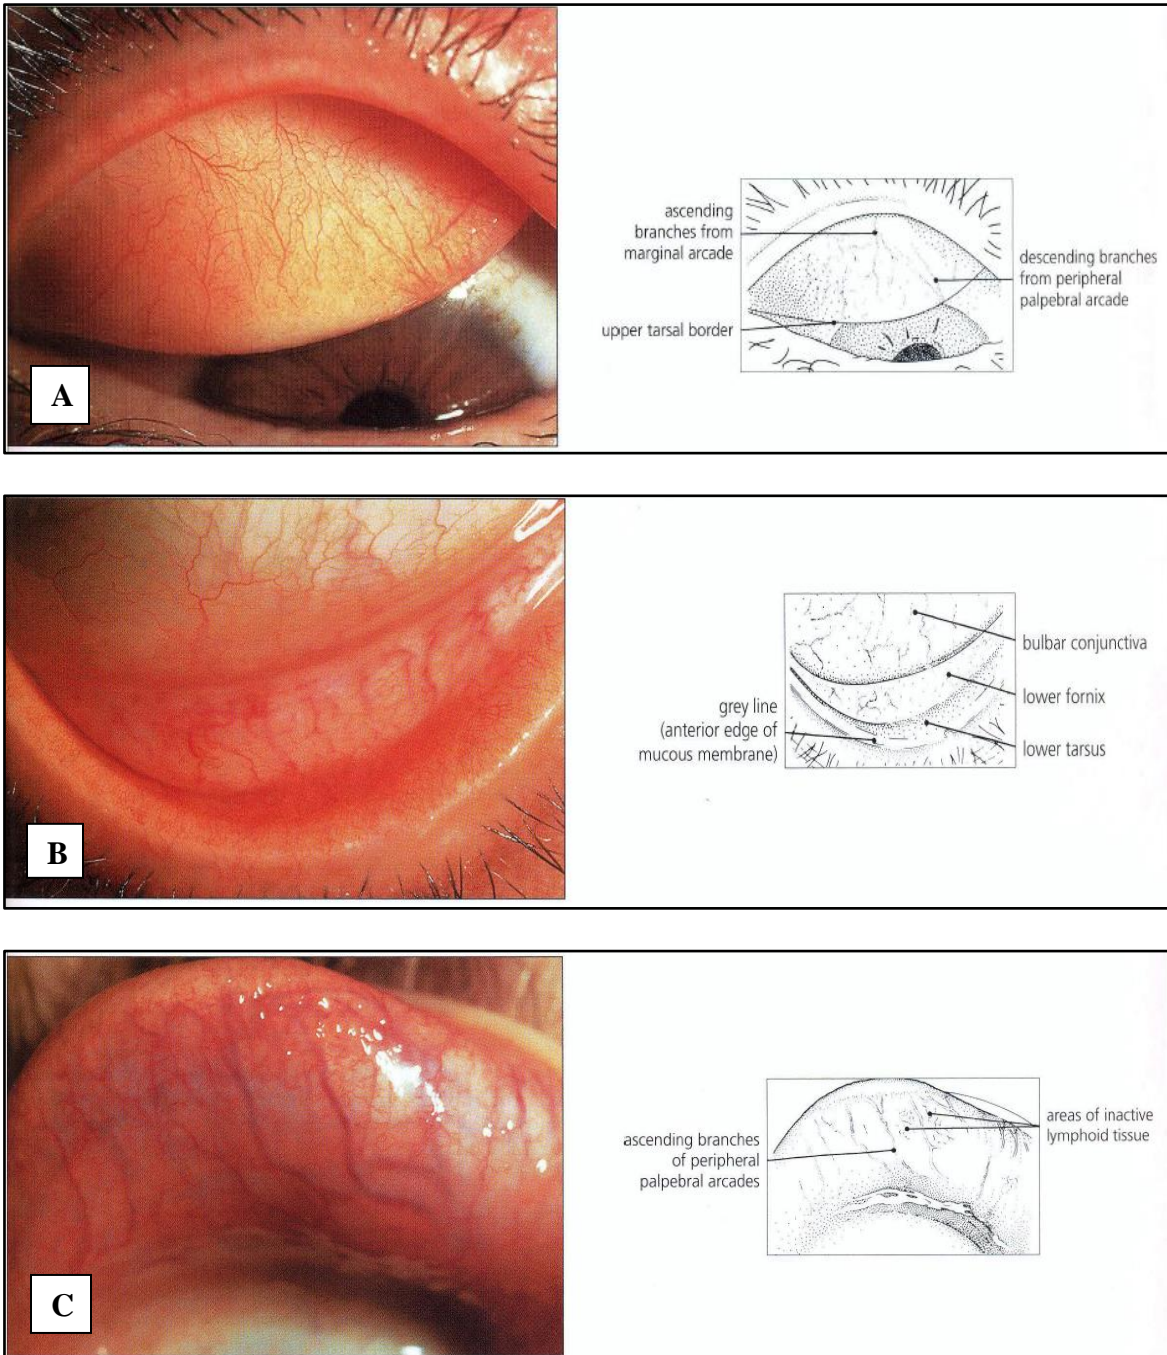 ascending
branches from
marginal arcade
descending branches
from peripheral
palpebral arcade
upper tarsal border
A
bulbar conjunctiva
lower fornix
grey line
(anterior edge of
mucous membrane)
lower tarsus
B
areas of inactive
lymphoid tissue
ascending branches
of peripheral
palpebral arcades
C